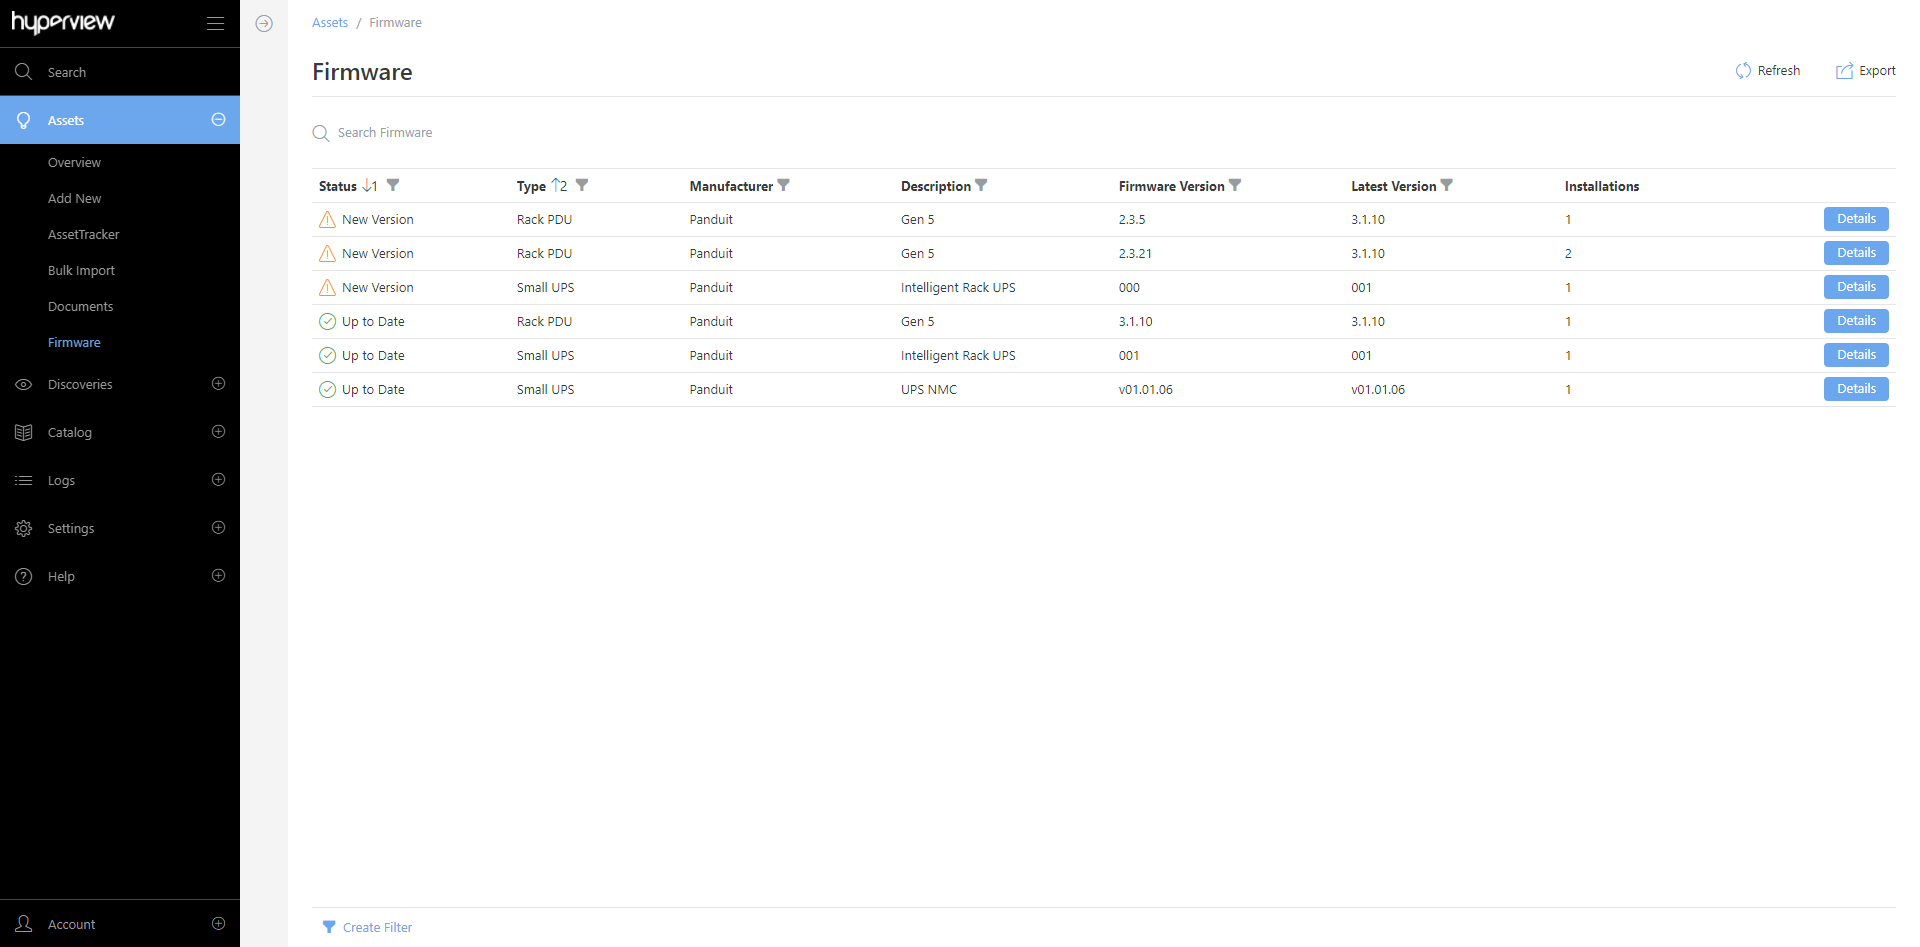 hyperview
Search
Assets
Overview
Add New
AssetTracker
Bulk Import
Documents
Firmware
Discoveries
Catalog
Logs
Settings
Help
Account
Assets / Firmware
Firmware
Refresh Export
Search Firmware
Status 1 Type 2 Manufacturer Description Firmware Version Latest Version Installations
New Version Rack PDU Panduit Gen 5 2.3.5 3.1.10 1 Details
New Version Rack PDU Panduit Gen 5 2.3.21 3.1.10 2 Details
New Version Small UPS Panduit Intelligent Rack UPS 000 001 1 Details
Up to Date Rack PDU Panduit Gen 5 3.1.10 3.1.10 1 Details
Up to Date Small UPS Panduit Intelligent Rack UPS 001 001 1 Details
Up to Date Small UPS Panduit UPS NMC v01.01.06 v01.01.06 1 Details
Create Filter